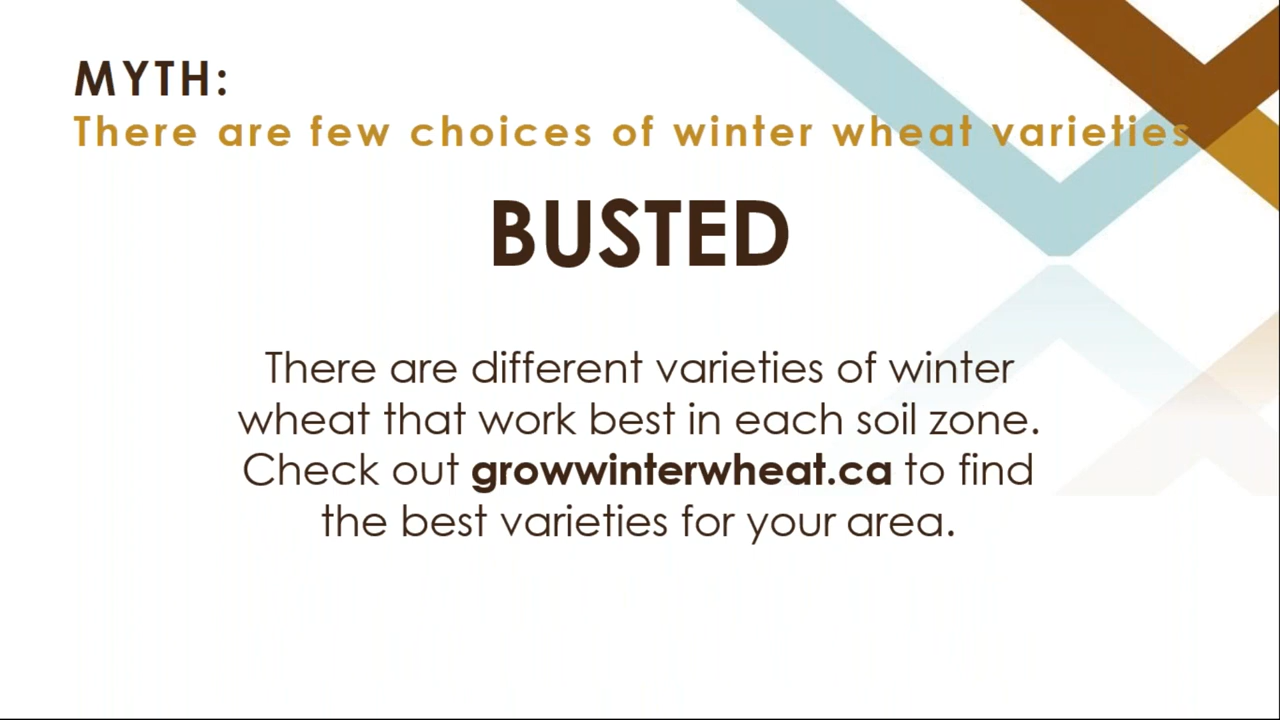 MYTH:
There are few choices of winter wheat varieties
BUSTED
There are different varieties of winter
wheat that work best in each soil zone.
Check out growwinterwheat.ca to find
the best varieties for your area.